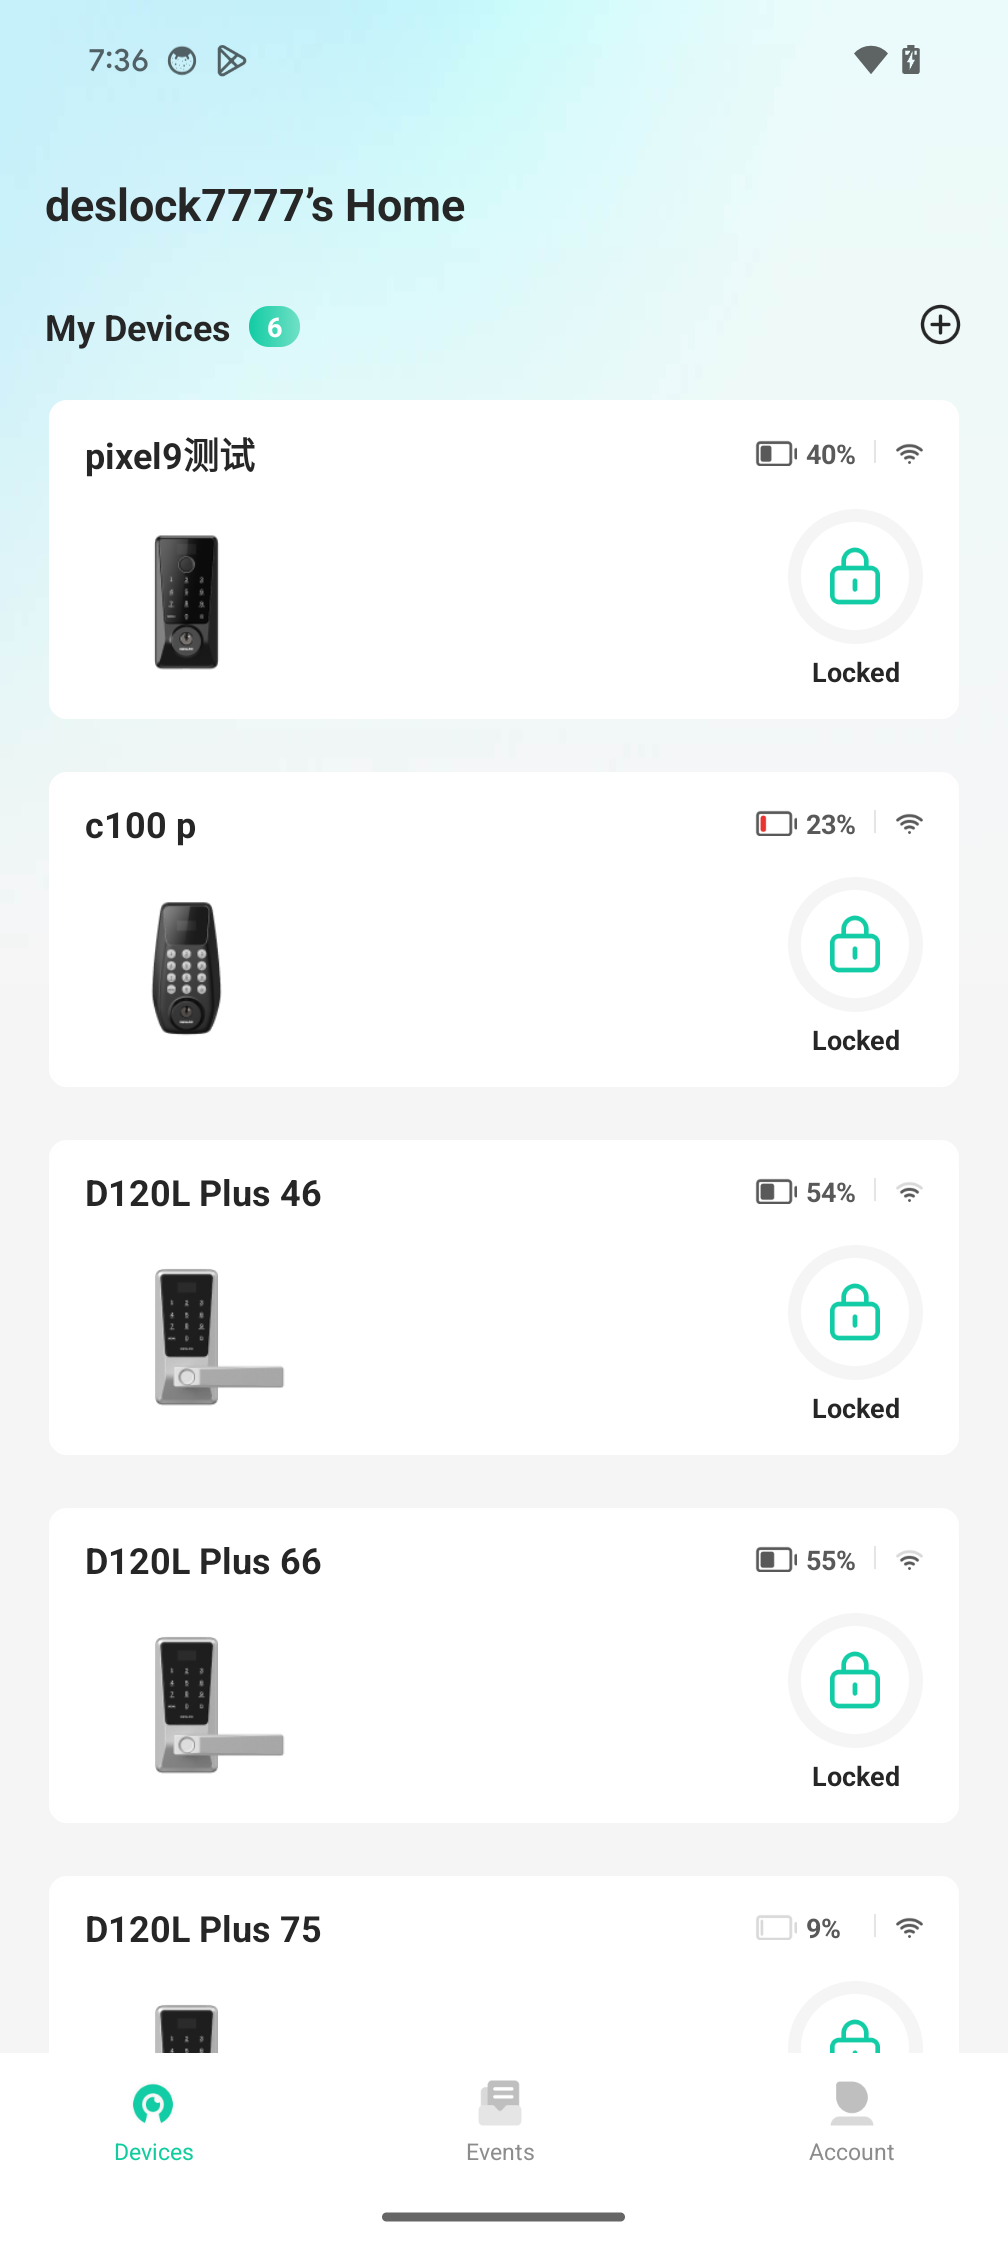 7:36
deslock7777’s Home
My Devices 6
pixel9测试
40%
Locked
c100 p
23%
Locked
D120L Plus 46
54%
Locked
D120L Plus 66
55%
Locked
D120L Plus 75
9%
Devices
Events
Account